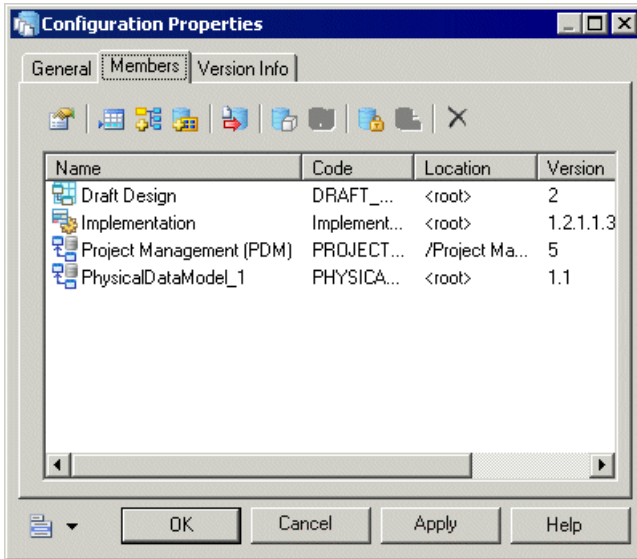 Configuration Properties
General Members Version Info
Name Code Location Version
Draft Design DRAFT_... <root> 2
Implementation Implement... <root> 1.2.1.1.3
Project Management (PDM) PROJECT... /Project Ma... 5
PhysicalDataModel_1 PHYSICA... <root> 1.1
OK Cancel Apply Help